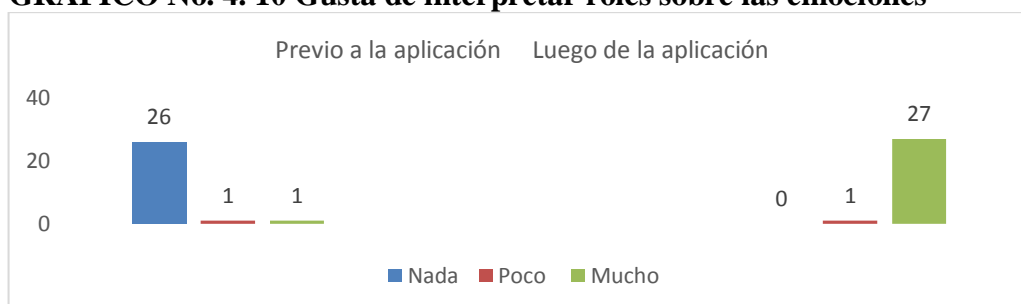 GRÁFICO No. 4. 10 Gusta de interpretar roles sobre las emociones
Previo a la aplicación Luego de la aplicación
40
26
27
20
1 1
0 1
0
Nada Poco Mucho